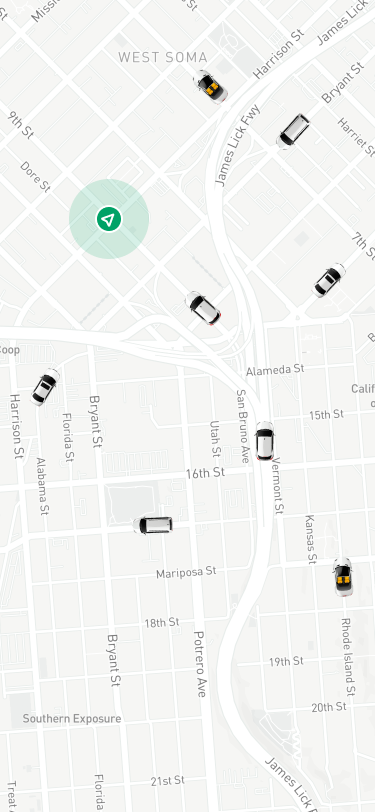 James Lick
Harrison St
WEST SOMA
Bryant St
James Lick Fwy
9th St
Harriet St
Dore St
7th St
Coop
Alameda St
San Bruno Ave
15th St
Harrison St
Bryant St
Florida St
Utah St
Alabama St
16th St
Vermont St
Kansas St
Mariposa St
18th St
Rhode Island St
Bryant St
Potrero Ave
19th St
20th St
Southern Exposure
James Lick F
21st St
Florid
Treat A